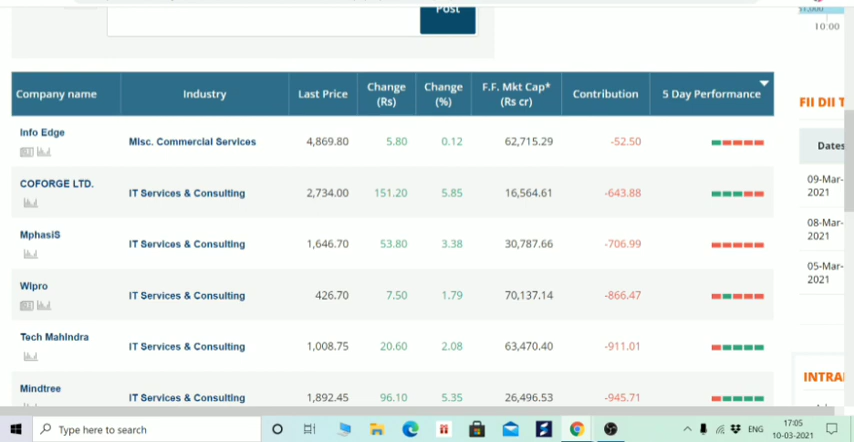 Post
11,000
10:00
Company name Industry Last Price Change (Rs) Change (%) F.F. Mkt Cap* (Rs cr) Contribution 5 Day Performance
Info Edge Misc. Commercial Services 4,869.80 5.80 0.12 62,715.29 -52.50
COFORGE LTD. IT Services & Consulting 2,734.00 151.20 5.85 16,564.61 -643.88
MphasiS IT Services & Consulting 1,646.70 53.80 3.38 30,787.66 -706.99
Wipro IT Services & Consulting 426.70 7.50 1.79 70,137.14 -866.47
Tech Mahindra IT Services & Consulting 1,008.75 20.60 2.08 63,470.40 -911.01
Mindtree IT Services & Consulting 1,892.45 96.10 5.35 26,496.53 -945.71
FII DII T
Dates
09-Mar-
2021
08-Mar-
2021
05-Mar-
2021
INTRA
Type here to search
ENG
17:05
10-03-2021